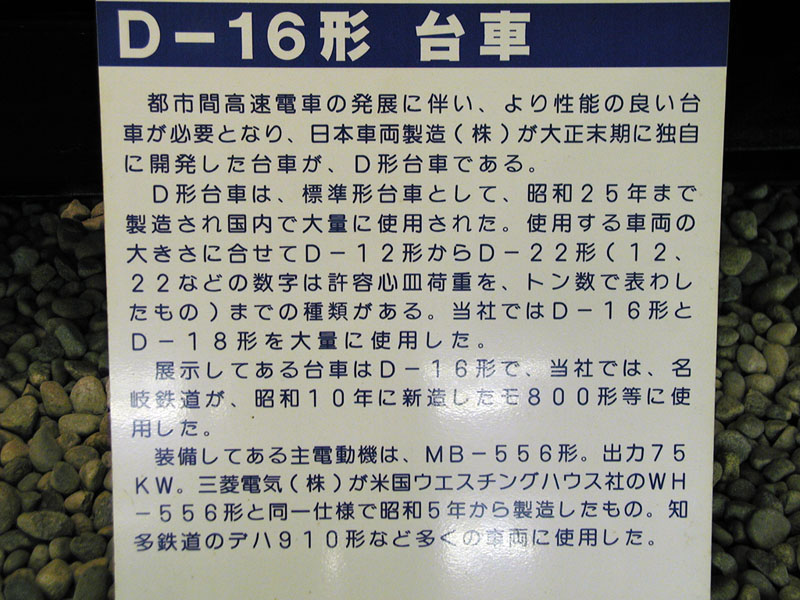 D－16形 台車
都市間高速電車の発展に伴い、より性能の良い台
車が必要となり、日本車両製造（株）が大正末期に独自
に開発した台車が、D形台車である。
D形台車は、標準形台車として、昭和25年まで
製造され国内で大量に使用された。使用する車両の
大きさに合せてD－12形からD－22形（12、
22などの数字は許容心皿荷重を、トン数で表わし
たもの）までの種類がある。当社ではD－16形と
D－18形を大量に使用した。
展示してある台車はD－16形で、当社では、名
岐鉄道が、昭和10年に新造したモ800形等に使
用した。
装備してある主電動機は、MB－556形。出力75
KW。三菱電気（株）が米国ウエスチングハウス社のWH
－556形と同一仕様で昭和5年から製造したもの。知
多鉄道のデハ910形など多くの車両に使用した。